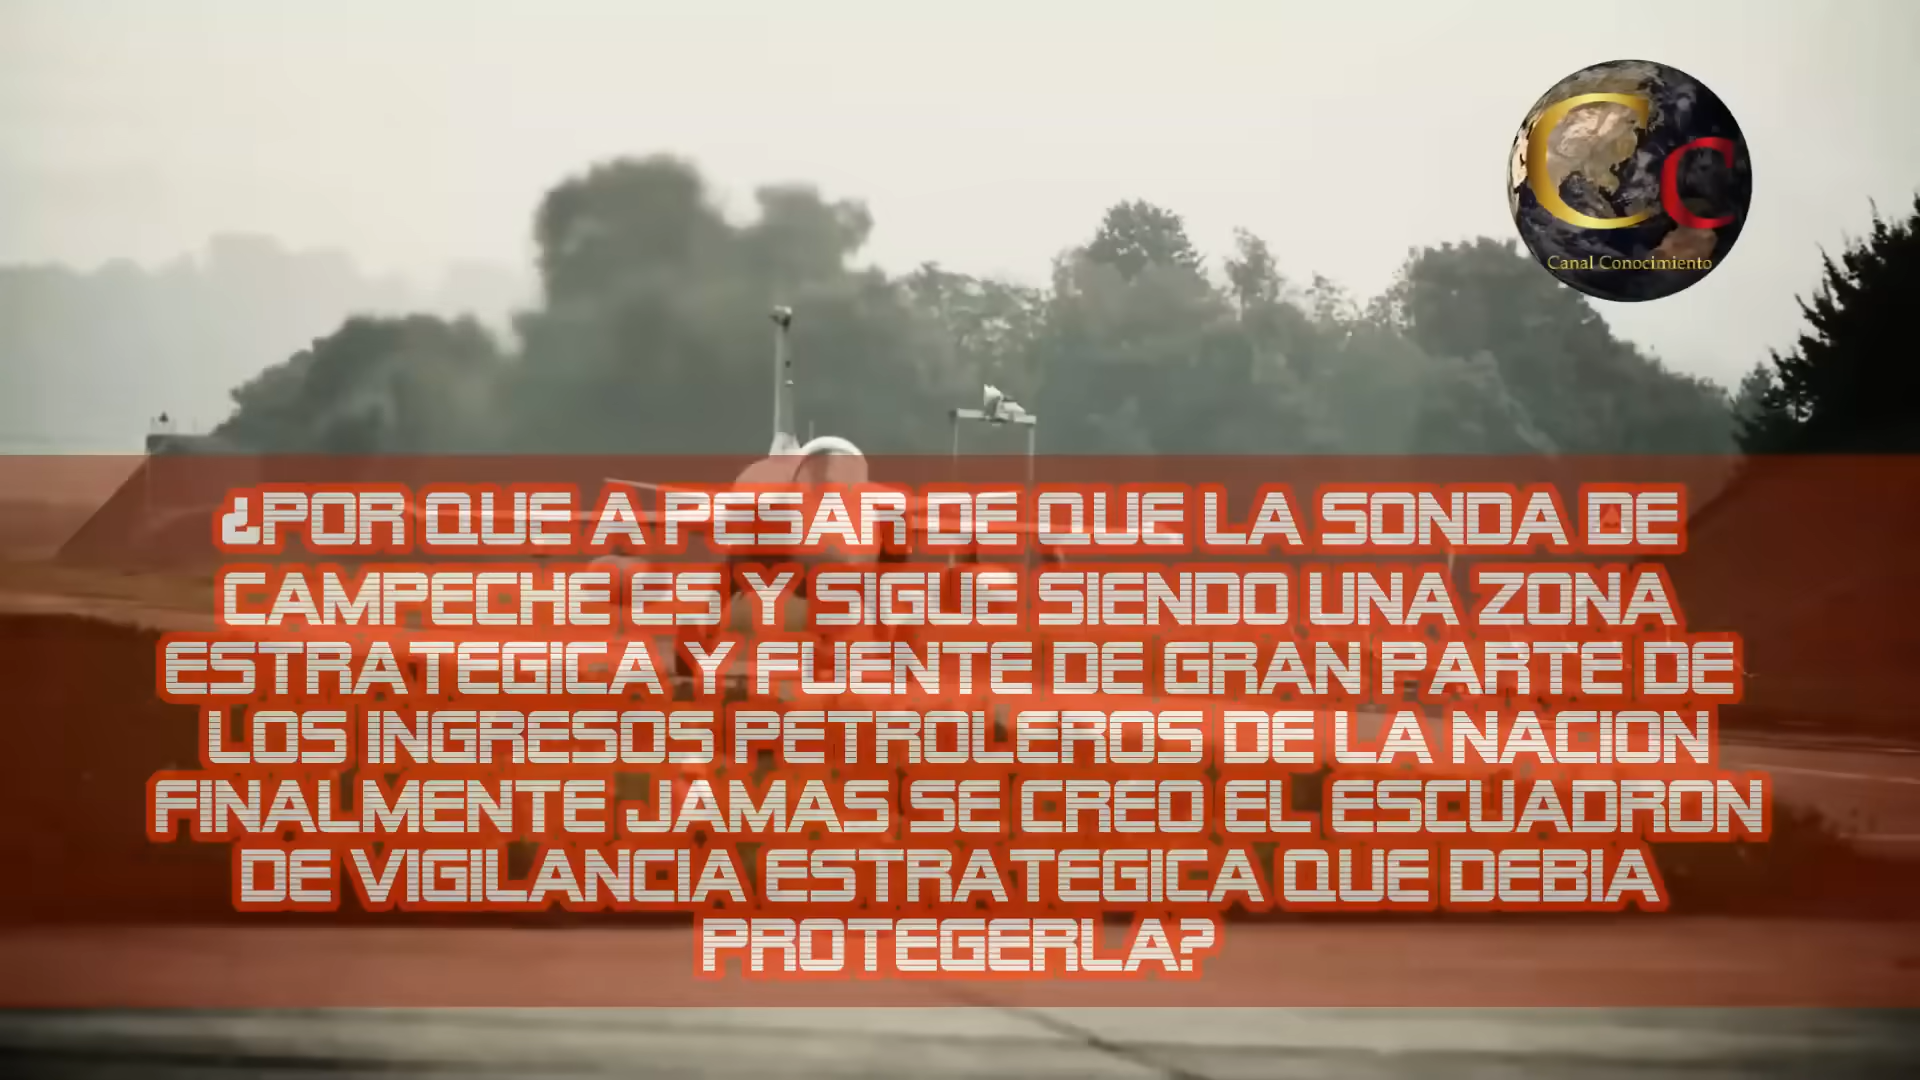 Cc
Canal Conocimiento
¿POR QUE A PESAR DE QUE LA SONDA DE
CAMPECHE ES Y SIGUE SIENDO UNA ZONA
ESTRATEGICA Y FUENTE DE GRAN PARTE DE
LOS INGRESOS PETROLEROS DE LA NACION
FINALMENTE JAMAS SE CREO EL ESCUADRON
DE VIGILANCIA ESTRATEGICA QUE DEBIA
PROTEGERLA?